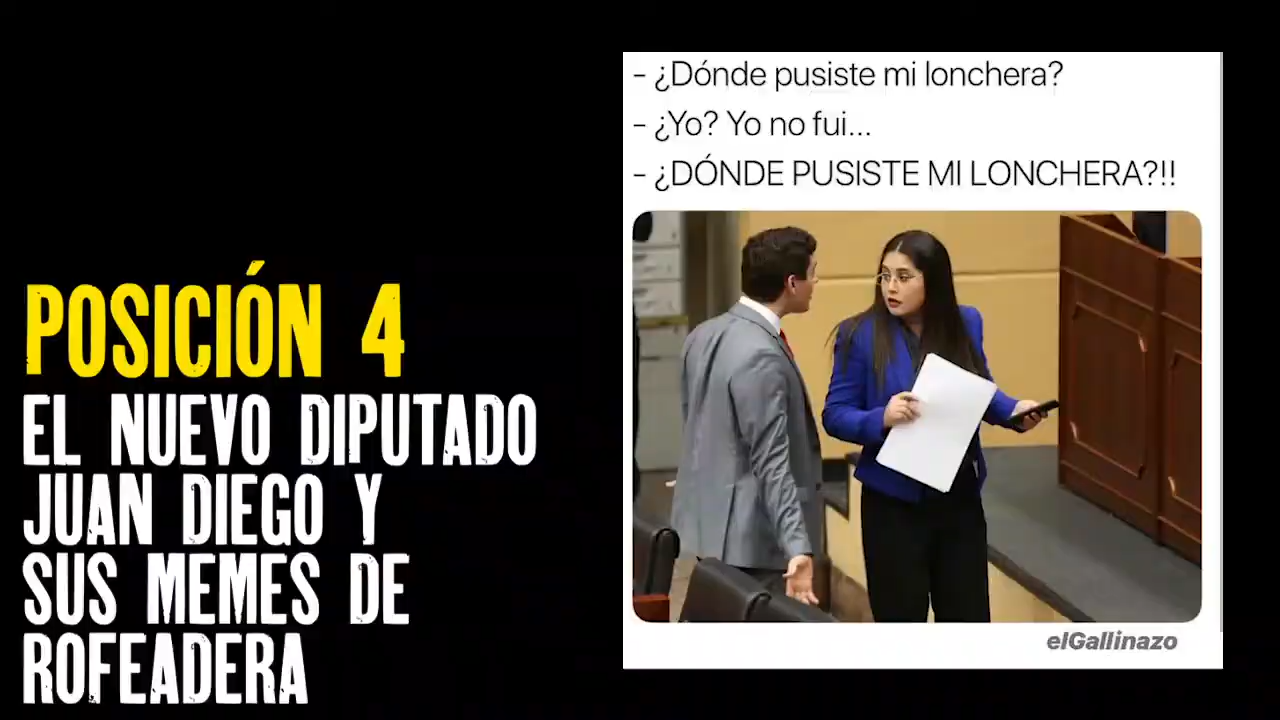 POSICIÓN 4
EL NUEVO DIPUTADO
JUAN DIEGO Y
SUS MEMES DE
ROFEADERA
- ¿Dónde pusiste mi lonchera?
- ¿Yo? Yo no fui...
- ¿DÓNDE PUSISTE MI LONCHERA?!!
elGallinazo